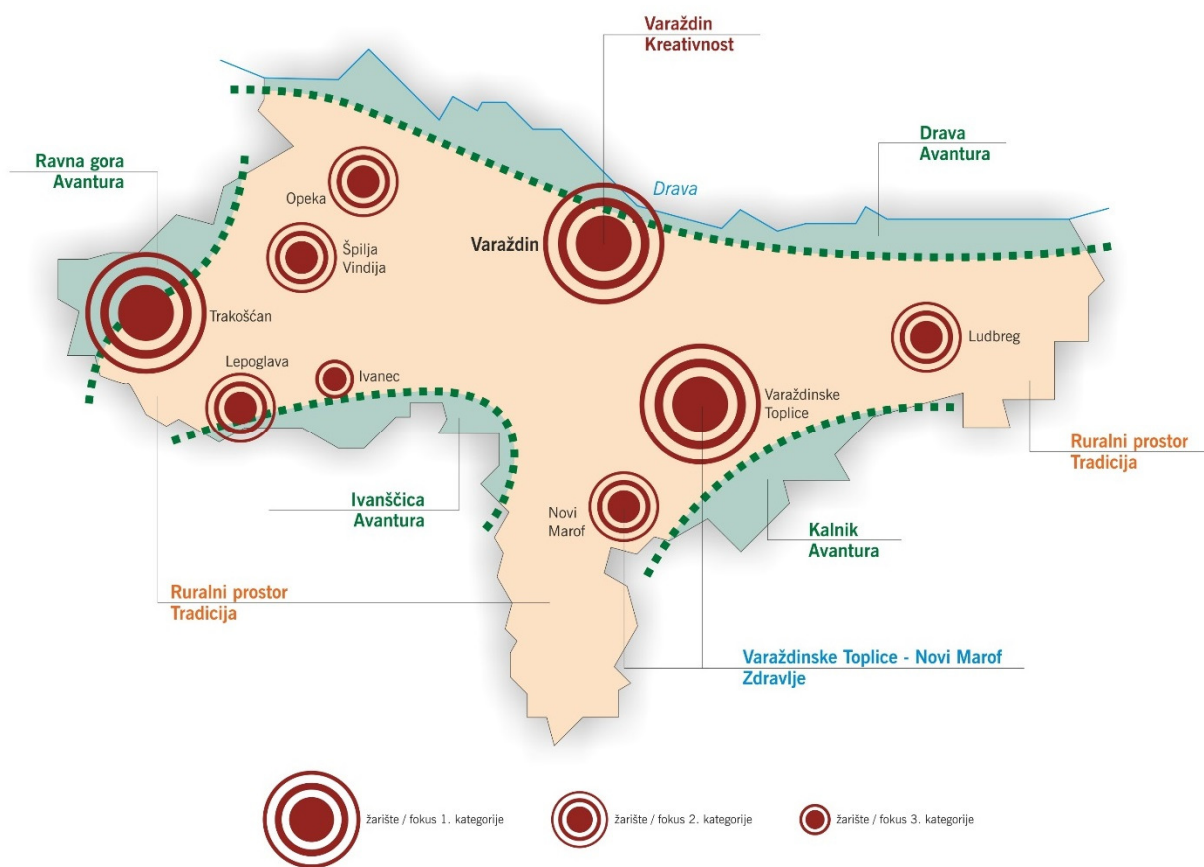 Varaždin
Kreativnost
Drava
Avantura
Ravna gora
Avantura
Drava
Opeka
Varaždin
Špilja
Vindija
Trakošćan
Ludbreg
Lepoglava
Ivanec
Varaždinske
Toplice
Ruralni prostor
Tradicija
Ivanščica
Avantura
Novi
Marof
Kalnik
Avantura
Ruralni prostor
Tradicija
Varaždinske Toplice - Novi Marof
Zdravlje
žarište / fokus 1. kategorije
žarište / fokus 2. kategorije
žarište / fokus 3. kategorije